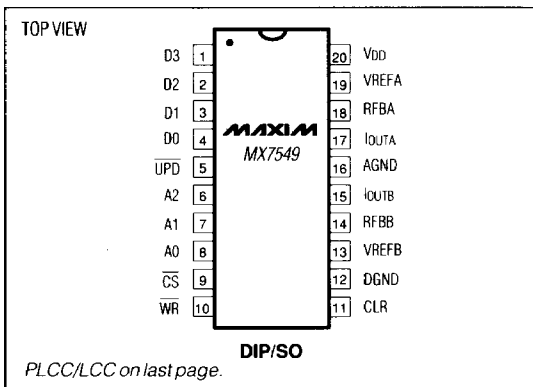 TOP VIEW
D3 1 20 VDD
D2 2 19 VREFA
D1 3 18 RFBA
D0 4 17 IOUTA
UPD 5 16 AGND
A2 6 15 IOUTB
A1 7 14 RFBB
A0 8 13 VREFB
CS 9 12 DGND
WR 10 11 CLR
MAXIM
MX7549
DIP/SO
PLCC/LCC on last page.